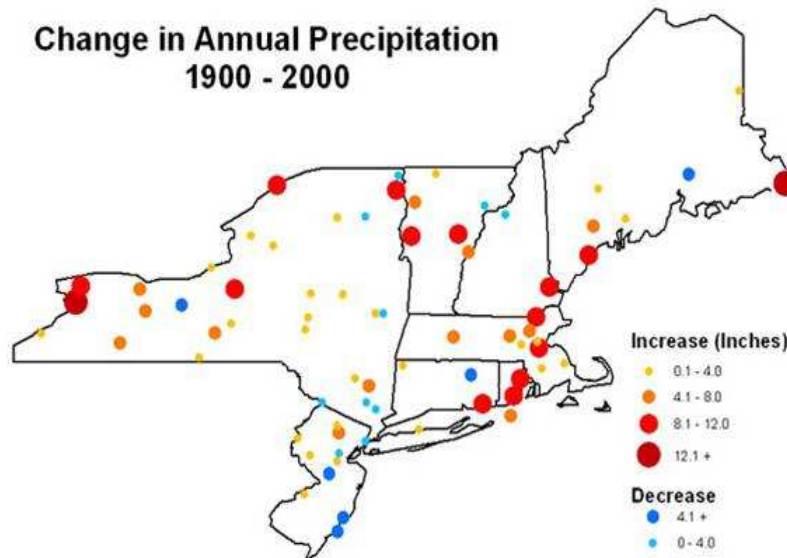 Change in Annual Precipitation
1900 - 2000
Increase (Inches)
0.1 - 4.0
4.1 - 8.0
8.1 - 12.0
12.1 +
Decrease
4.1 +
0 - 4.0